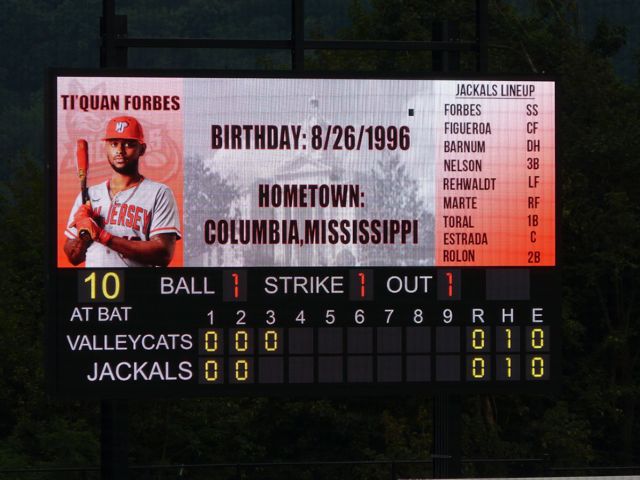 TI'QUAN FORBES
NJ
JERSEY
BIRTHDAY: 8/26/1996
HOMETOWN:
COLUMBIA,MISSISSIPPI
JACKALS LINEUP
FORBES SS
FIGUEROA CF
BARNUM DH
NELSON 3B
REHWALDT LF
MARTE RF
TORAL 1B
ESTRADA C
ROLON 2B
10 BALL 1 STRIKE 1 OUT 1
AT BAT 1 2 3 4 5 6 7 8 9 R H E
VALLEYCATS 0 0 0 0 1 0
JACKALS 0 0 0 1 0